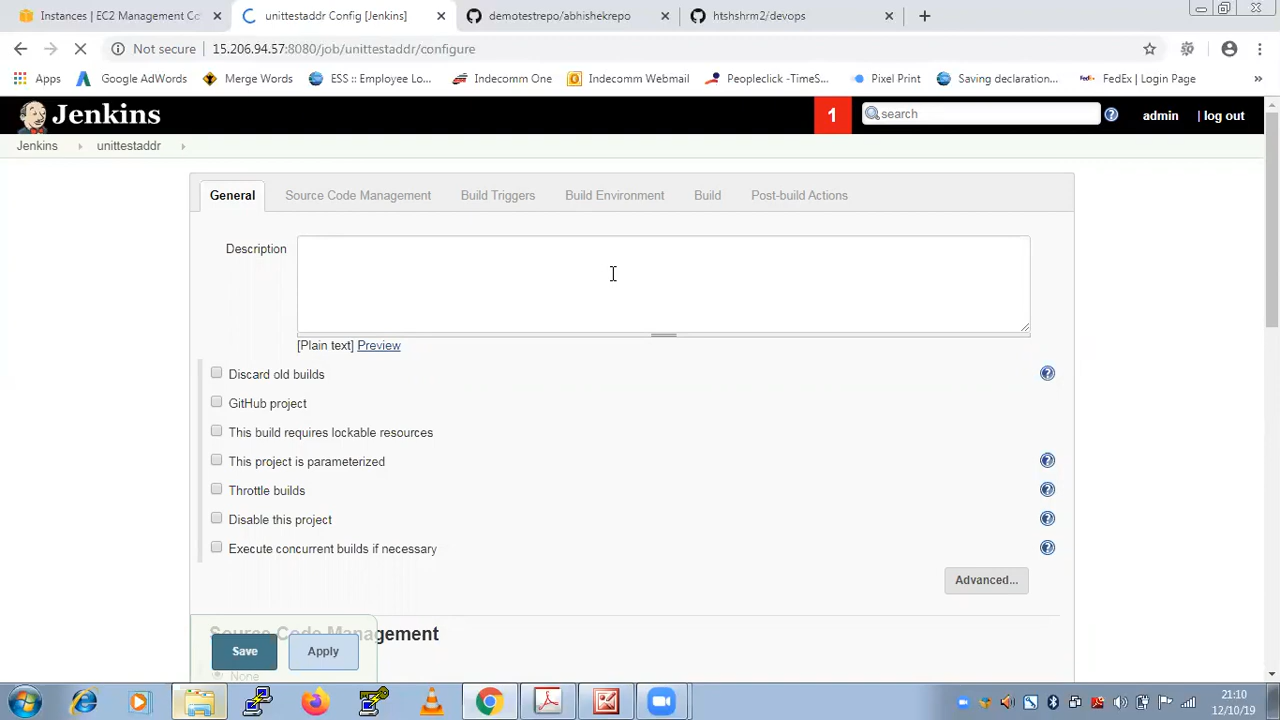 Instances | EC2 Management Co
unittestaddr Config [Jenkins]
demotestrepo/abhishekrepo
htshshrm2/devops
Not secure
15.206.94.57:8080/job/unittestaddr/configure
Apps
Google AdWords
Merge Words
ESS :: Employee Lo...
Indecomm One
Indecomm Webmail
Peopleclick -TimeS...
Pixel Print
Saving declaration...
FedEx | Login Page
»
Jenkins
1
search
admin
| log out
Jenkins
unittestaddr
General
Source Code Management
Build Triggers
Build Environment
Build
Post-build Actions
Description
[Plain text] Preview
Discard old builds
GitHub project
This build requires lockable resources
This project is parameterized
Throttle builds
Disable this project
Execute concurrent builds if necessary
Advanced...
Source Code Management
Save
Apply
None
21:10
12/10/19